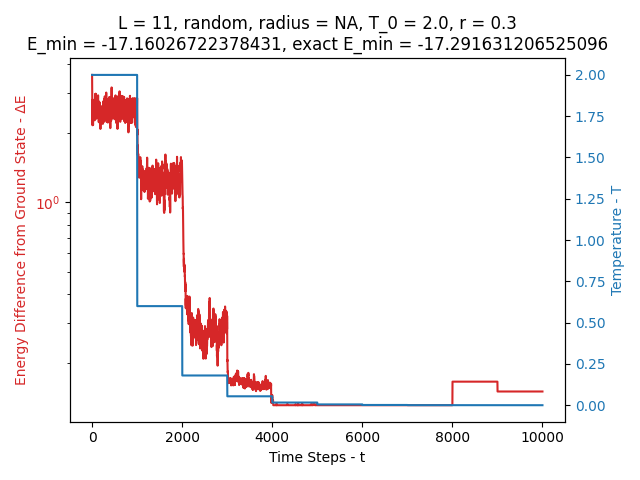 L = 11, random, radius = NA, T_0 = 2.0, r = 0.3
E_min = -17.16026722378431, exact E_min = -17.291631206525096
Energy Difference from Ground State - ΔE
10⁰
2.00
1.75
1.50
1.25
1.00
0.75
0.50
0.25
0.00
Temperature - T
0 2000 4000 6000 8000 10000
Time Steps - t